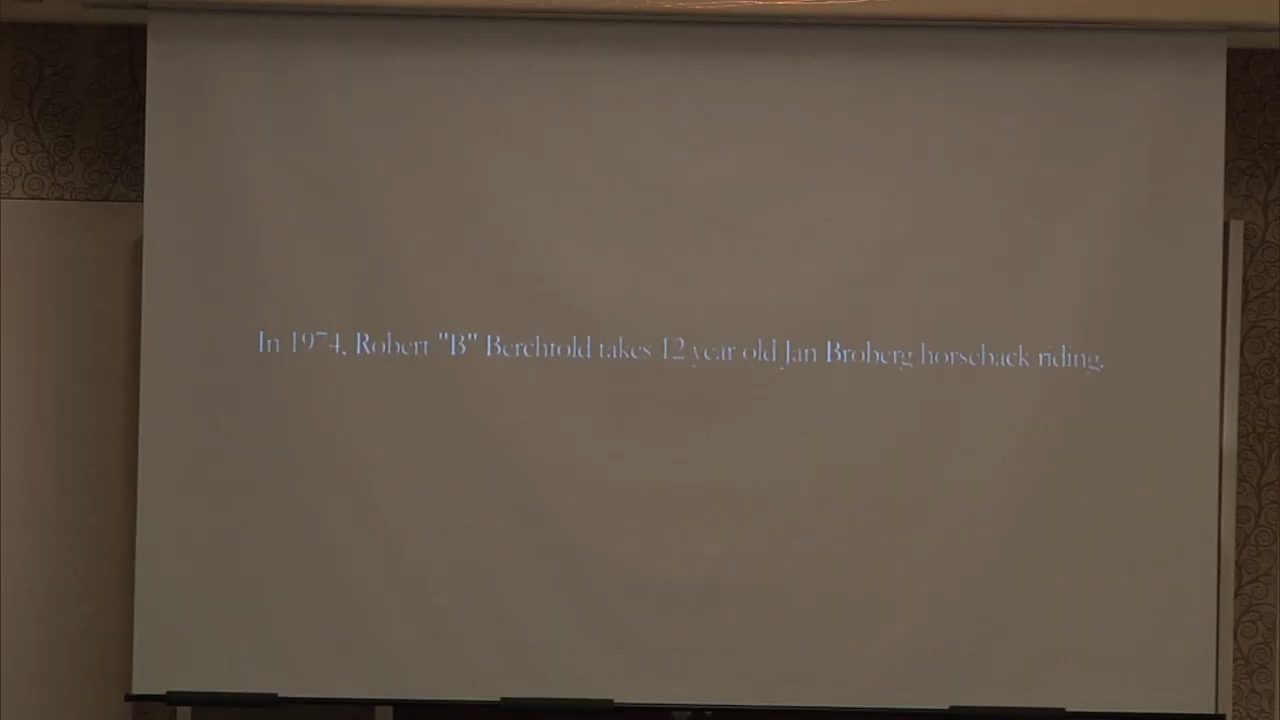 In 1974, Robert "B" Berchtold takes 12 year old Jan Broberg horseback riding.